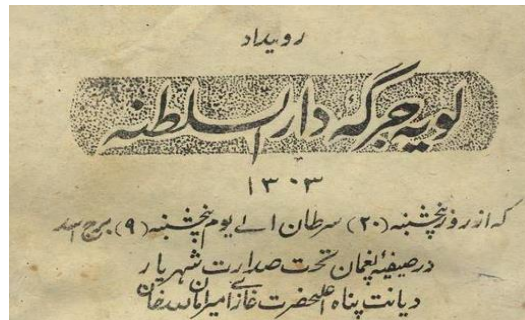 رویداد
لویه جرگهٔ دارالسلطنه
۱۳۰۳
که از روز پنجشنبه (۲۰) سرطان الی یوم پنجشنبه (۹) برج اسد
در صیفیهٔ پغمان تحت صدارت شهریار
دیانت پناه اعلیحضرت غازی امیر امان الله خان